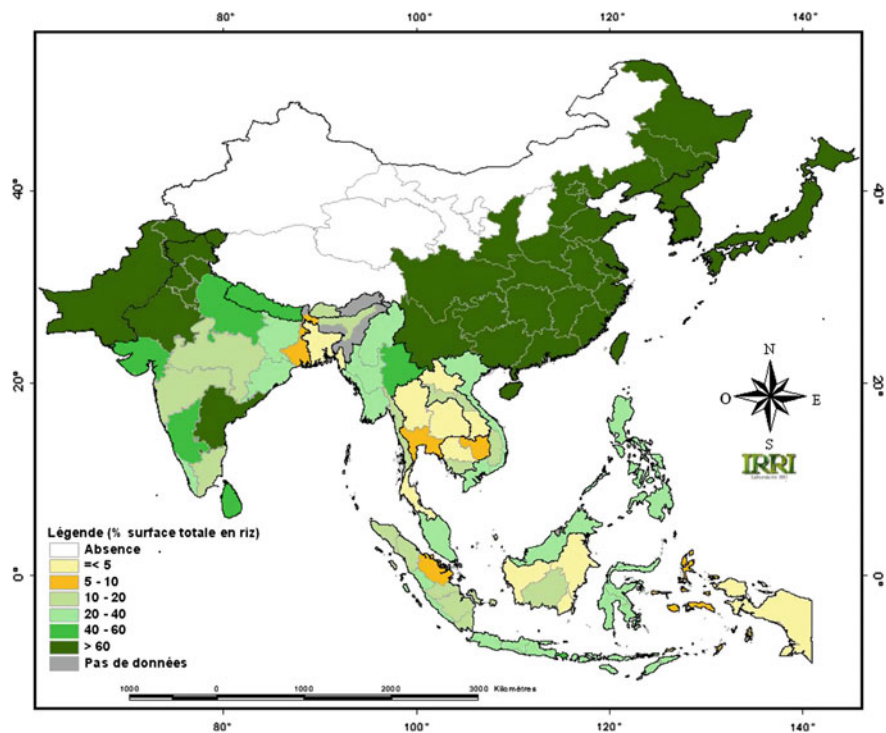 80° 100° 120° 140°
40° 40°
20° 20°
N
O E
S
IRRI
Légende (% surface totale en riz)
Absence
=< 5
5 - 10
10 - 20
20 - 40
40 - 60
> 60
Pas de données
0° 0°
1000 0 1000 2000 3000 Kilomètres
80° 100° 120° 140°